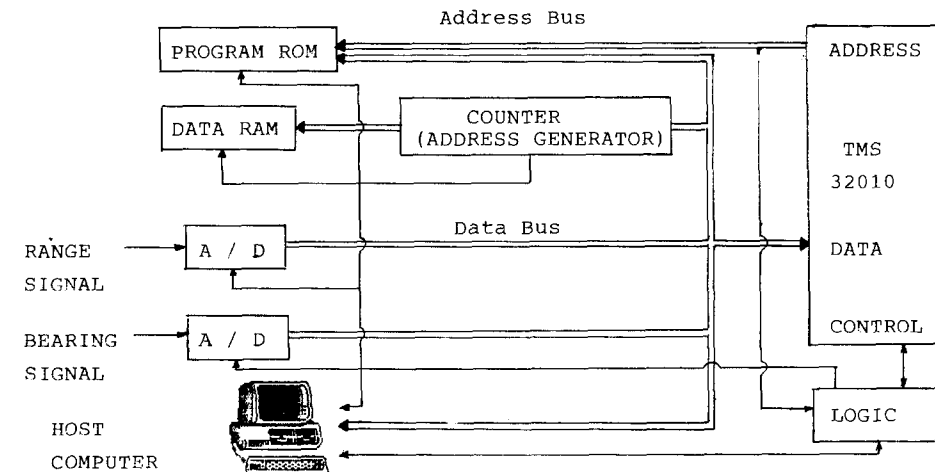 Address Bus
PROGRAM ROM
ADDRESS
COUNTER
(ADDRESS GENERATOR)
DATA RAM
TMS
32010
Data Bus
RANGE
SIGNAL
A / D
DATA
BEARING
SIGNAL
A / D
CONTROL
HOST
COMPUTER
LOGIC